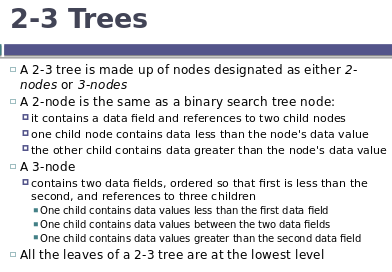 2-3 Trees
A 2-3 tree is made up of nodes designated as either 2-
nodes or 3-nodes
A 2-node is the same as a binary search tree node:
it contains a data field and references to two child nodes
one child node contains data less than the node's data value
the other child contains data greater than the node's data value
A 3-node
contains two data fields, ordered so that first is less than the
second, and references to three children
One child contains data values less than the first data field
One child contains data values between the two data fields
One child contains data values greater than the second data field
All the leaves of a 2-3 tree are at the lowest level